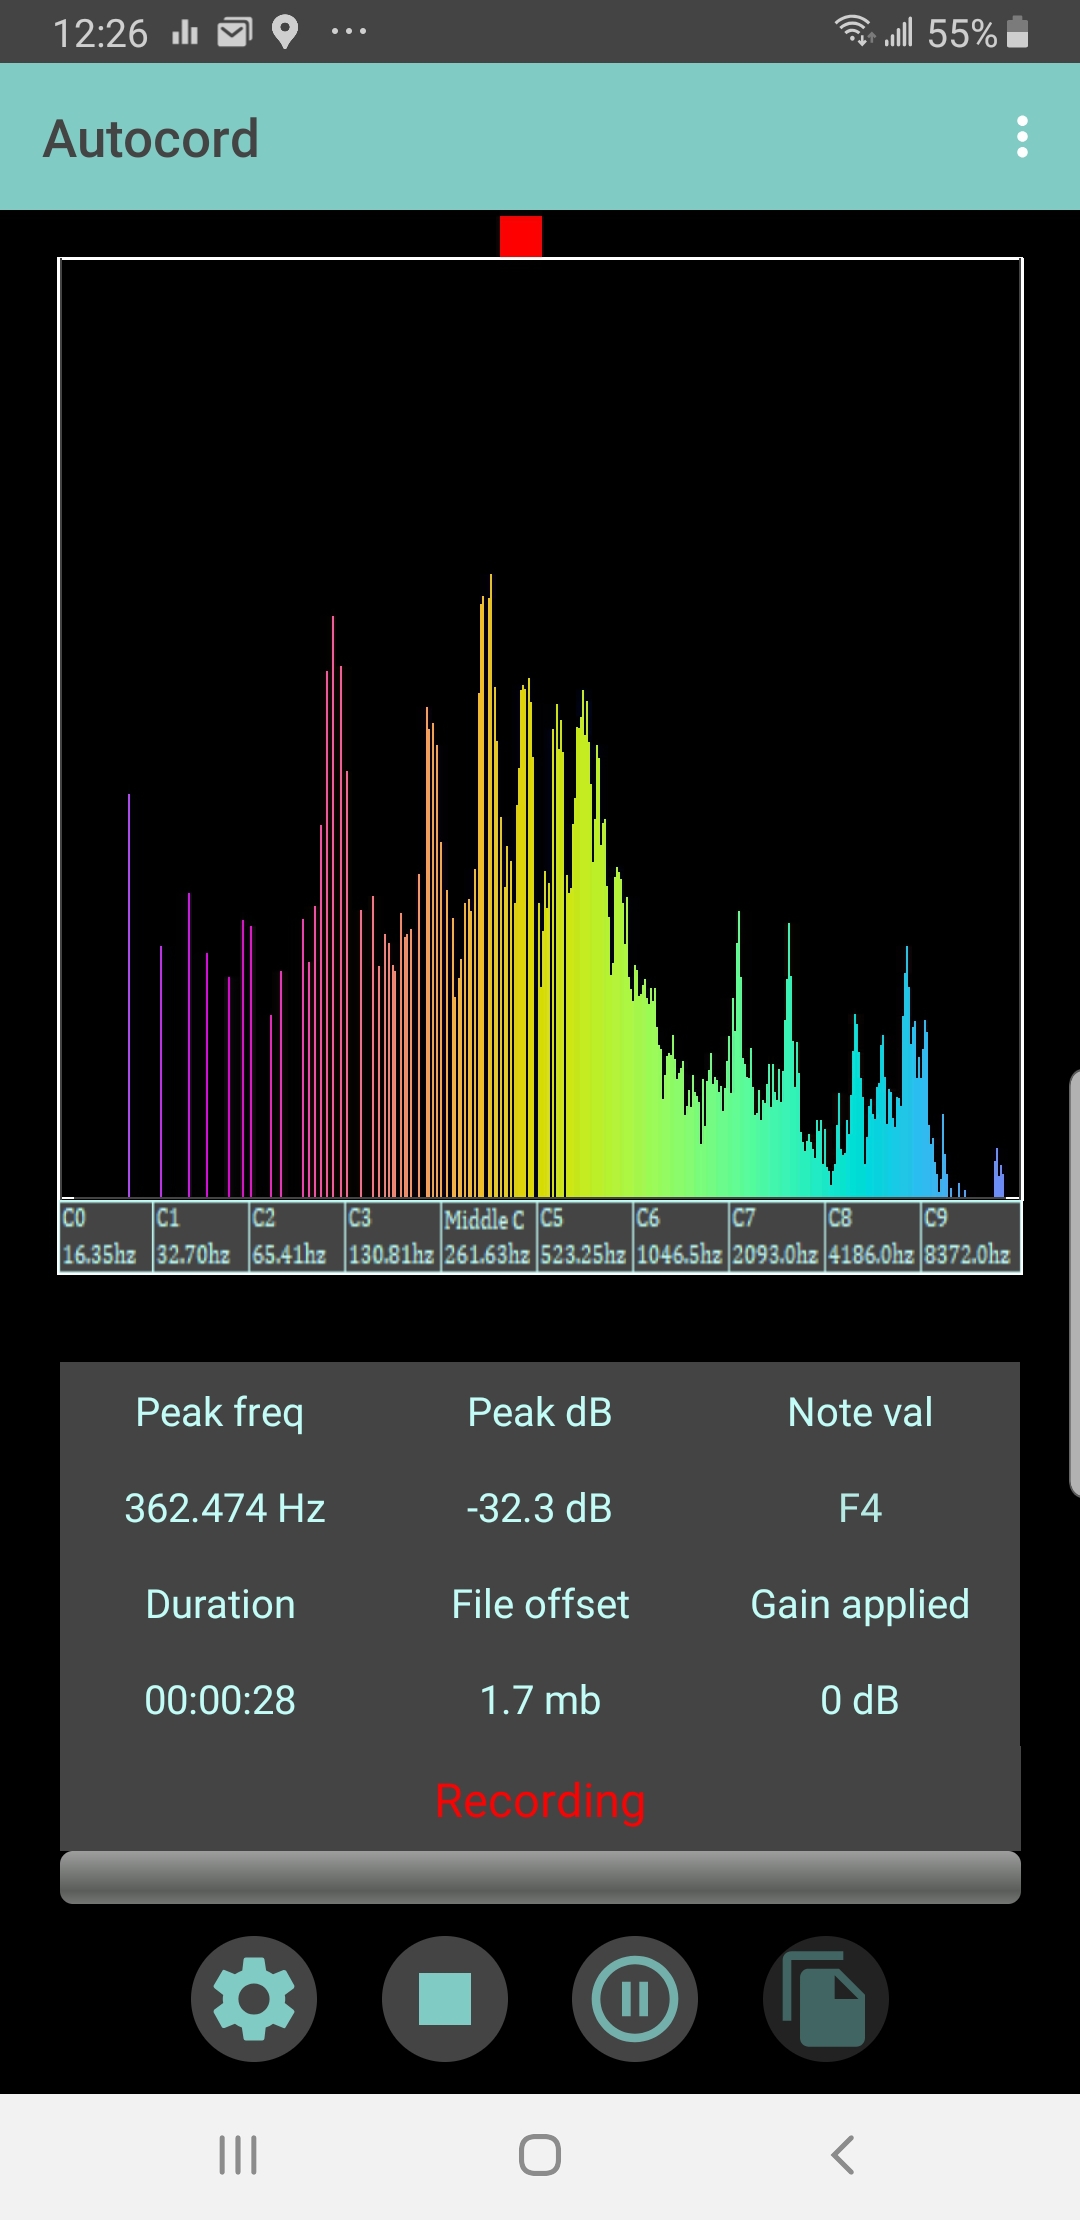 12:26 55%
Autocord
C0 C1 C2 C3 Middle C C5 C6 C7 C8 C9
16.35hz 32.70hz 65.41hz 130.81hz 261.63hz 523.25hz 1046.5hz 2093.0hz 4186.0hz 8372.0hz
Peak freq Peak dB Note val
362.474 Hz -32.3 dB F4
Duration File offset Gain applied
00:00:28 1.7 mb 0 dB
Recording